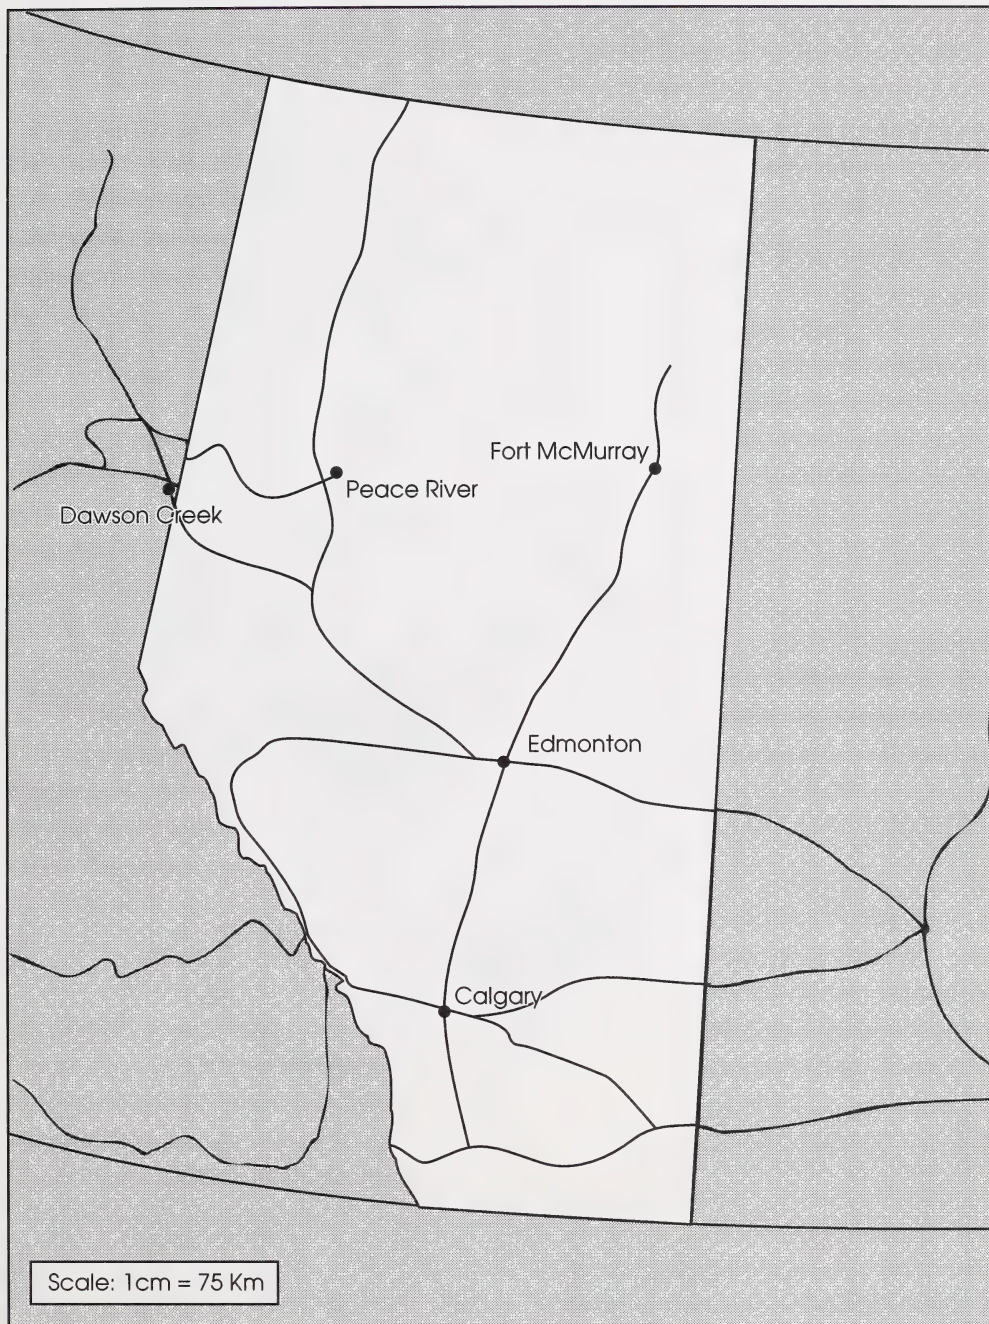 Fort McMurray
Peace River
Dawson Creek
Edmonton
Calgary
Scale: 1cm = 75 Km